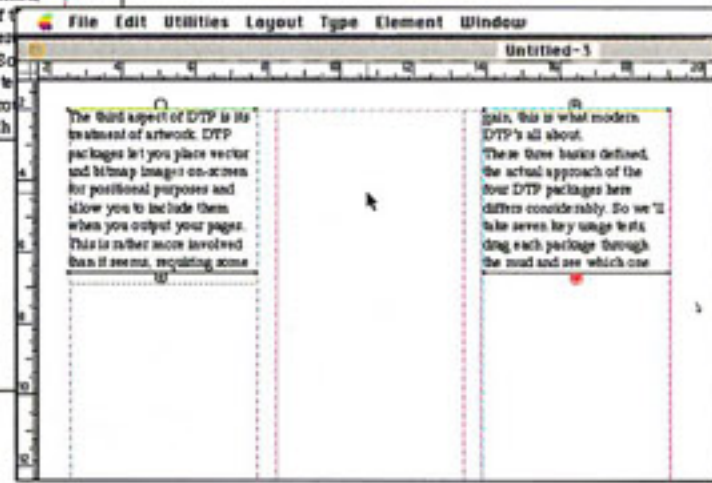 File Edit Utilities Layout Type Element Window
Untitled-3
The third aspect of DTP is its
treatment of artwork. DTP
packages let you place vector
and bitmap images on-screen
for positional purposes and
allow you to include them
when you output your pages.
This is rather more involved
than it seems, requiring some
gain, this is what modern
DTP's all about.
These three basics defined,
the actual approach of the
four DTP packages here
differs considerably. So we'll
take seven key usage tests,
drag each package through
the mud and see which one